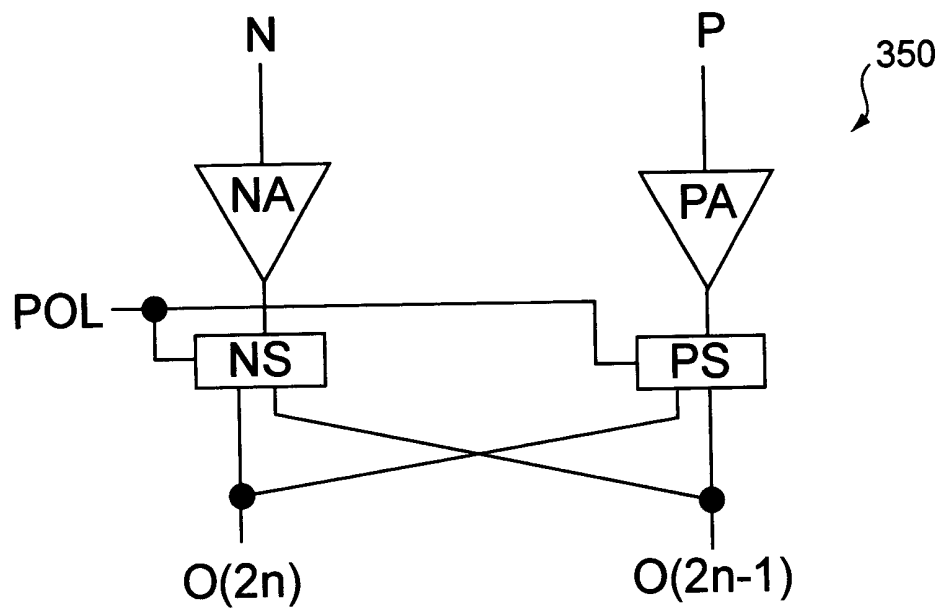 N
P
350
NA
PA
POL
NS
PS
O(2n)
O(2n-1)